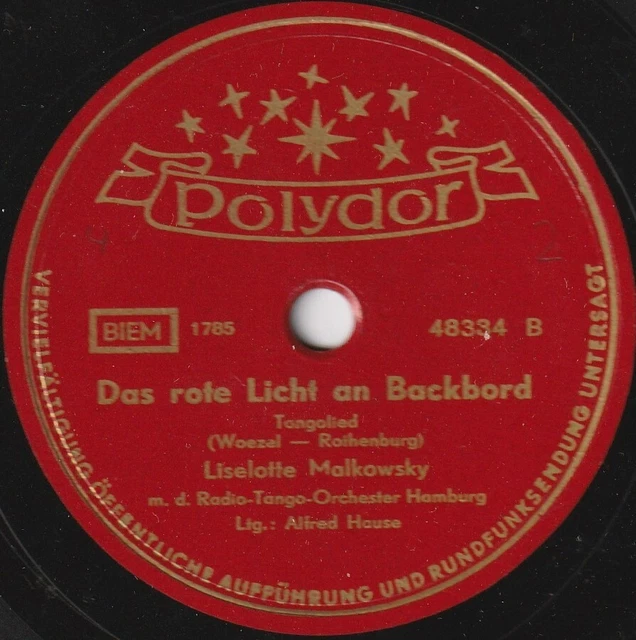 Polydor
BIEM 1785 48334 B
Das rote Licht an Backbord
Tangolied
(Woezel — Rothenburg)
Liselotte Malkowsky
m. d. Radio-Tango-Orchester Hamburg
Ltg.: Alfred Hause
VERVIELFÄLTIGUNG, ÖFFENTLICHE AUFFÜHRUNG UND RUNDFUNKSENDUNG UNTERSAGT